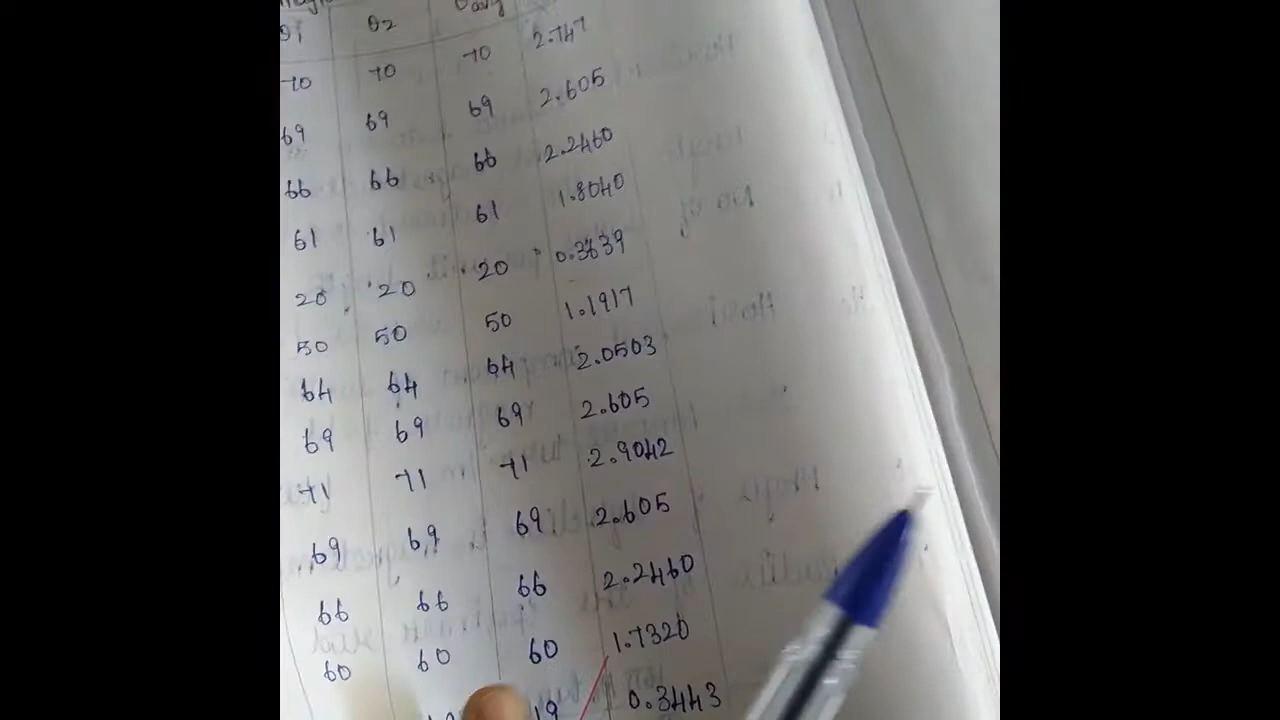 θ1 θ2 θavg
70 70 70 2.747
69 69 69 2.605
66 66 66 2.2460
61 61 61 1.8040
20 20 20 0.3639
50 50 50 1.1917
64 64 64 2.0503
69 69 69 2.605
71 71 71 2.9042
69 69 69 2.605
66 66 66 2.2460
60 60 60 1.7320
19 0.3443